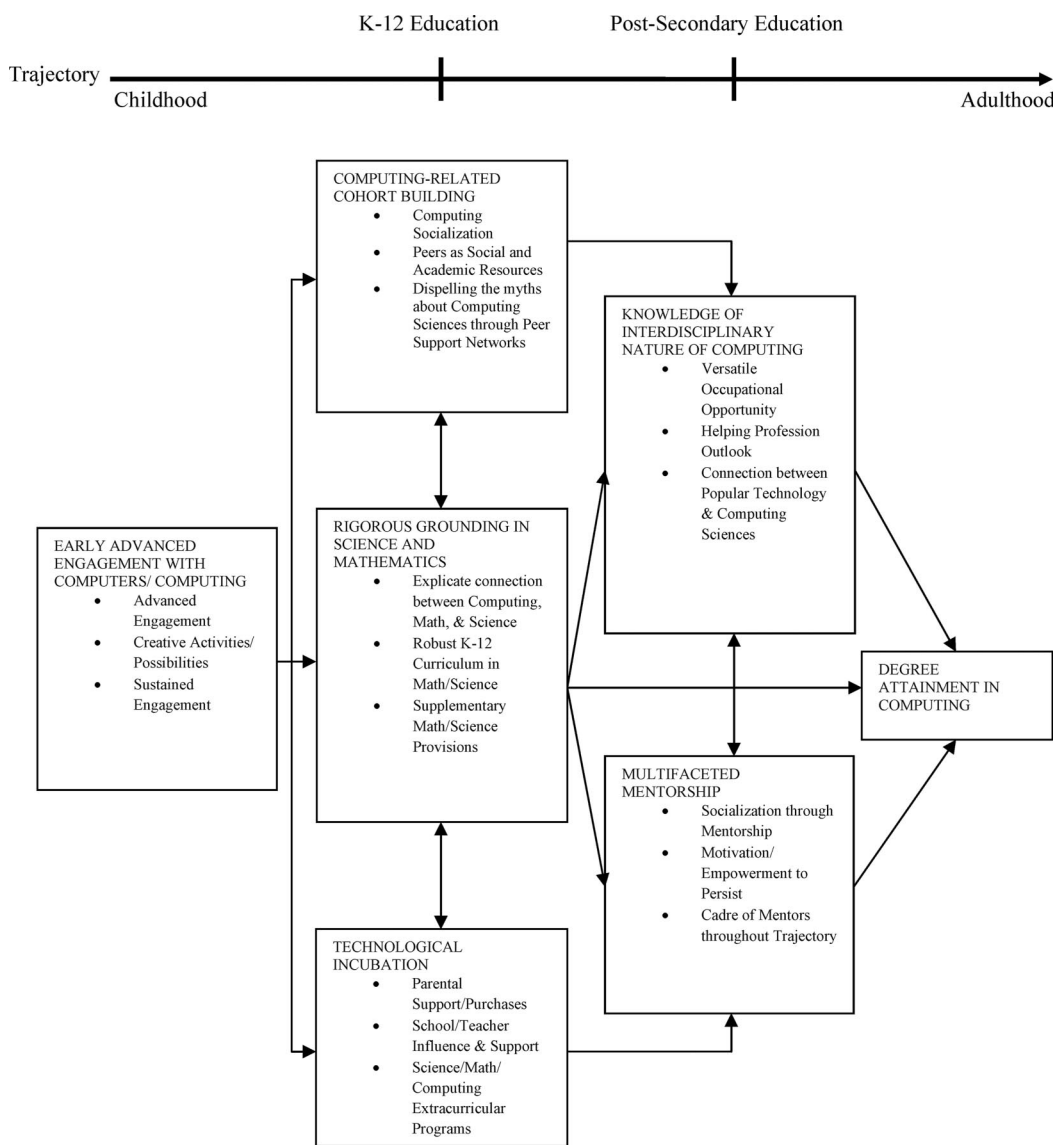 K-12 Education
Post-Secondary Education
Trajectory
Childhood
Adulthood
COMPUTING-RELATED
COHORT BUILDING
• Computing
Socialization
• Peers as Social and
Academic Resources
• Dispelling the myths
about Computing
Sciences through Peer
Support Networks
KNOWLEDGE OF
INTERDISCIPLINARY
NATURE OF COMPUTING
• Versatile
Occupational
Opportunity
• Helping Profession
Outlook
• Connection between
Popular Technology
& Computing
Sciences
EARLY ADVANCED
ENGAGEMENT WITH
COMPUTERS/ COMPUTING
• Advanced
Engagement
• Creative Activities/
Possibilities
• Sustained
Engagement
RIGOROUS GROUNDING IN
SCIENCE AND
MATHEMATICS
• Explicate connection
between Computing,
Math, & Science
• Robust K-12
Curriculum in
Math/Science
• Supplementary
Math/Science
Provisions
DEGREE
ATTAINMENT IN
COMPUTING
MULTIFACETED
MENTORSHIP
• Socialization through
Mentorship
• Motivation/
Empowerment to
Persist
• Cadre of Mentors
throughout Trajectory
TECHNOLOGICAL
INCUBATION
• Parental
Support/Purchases
• School/Teacher
Influence & Support
• Science/Math/
Computing
Extracurricular
Programs